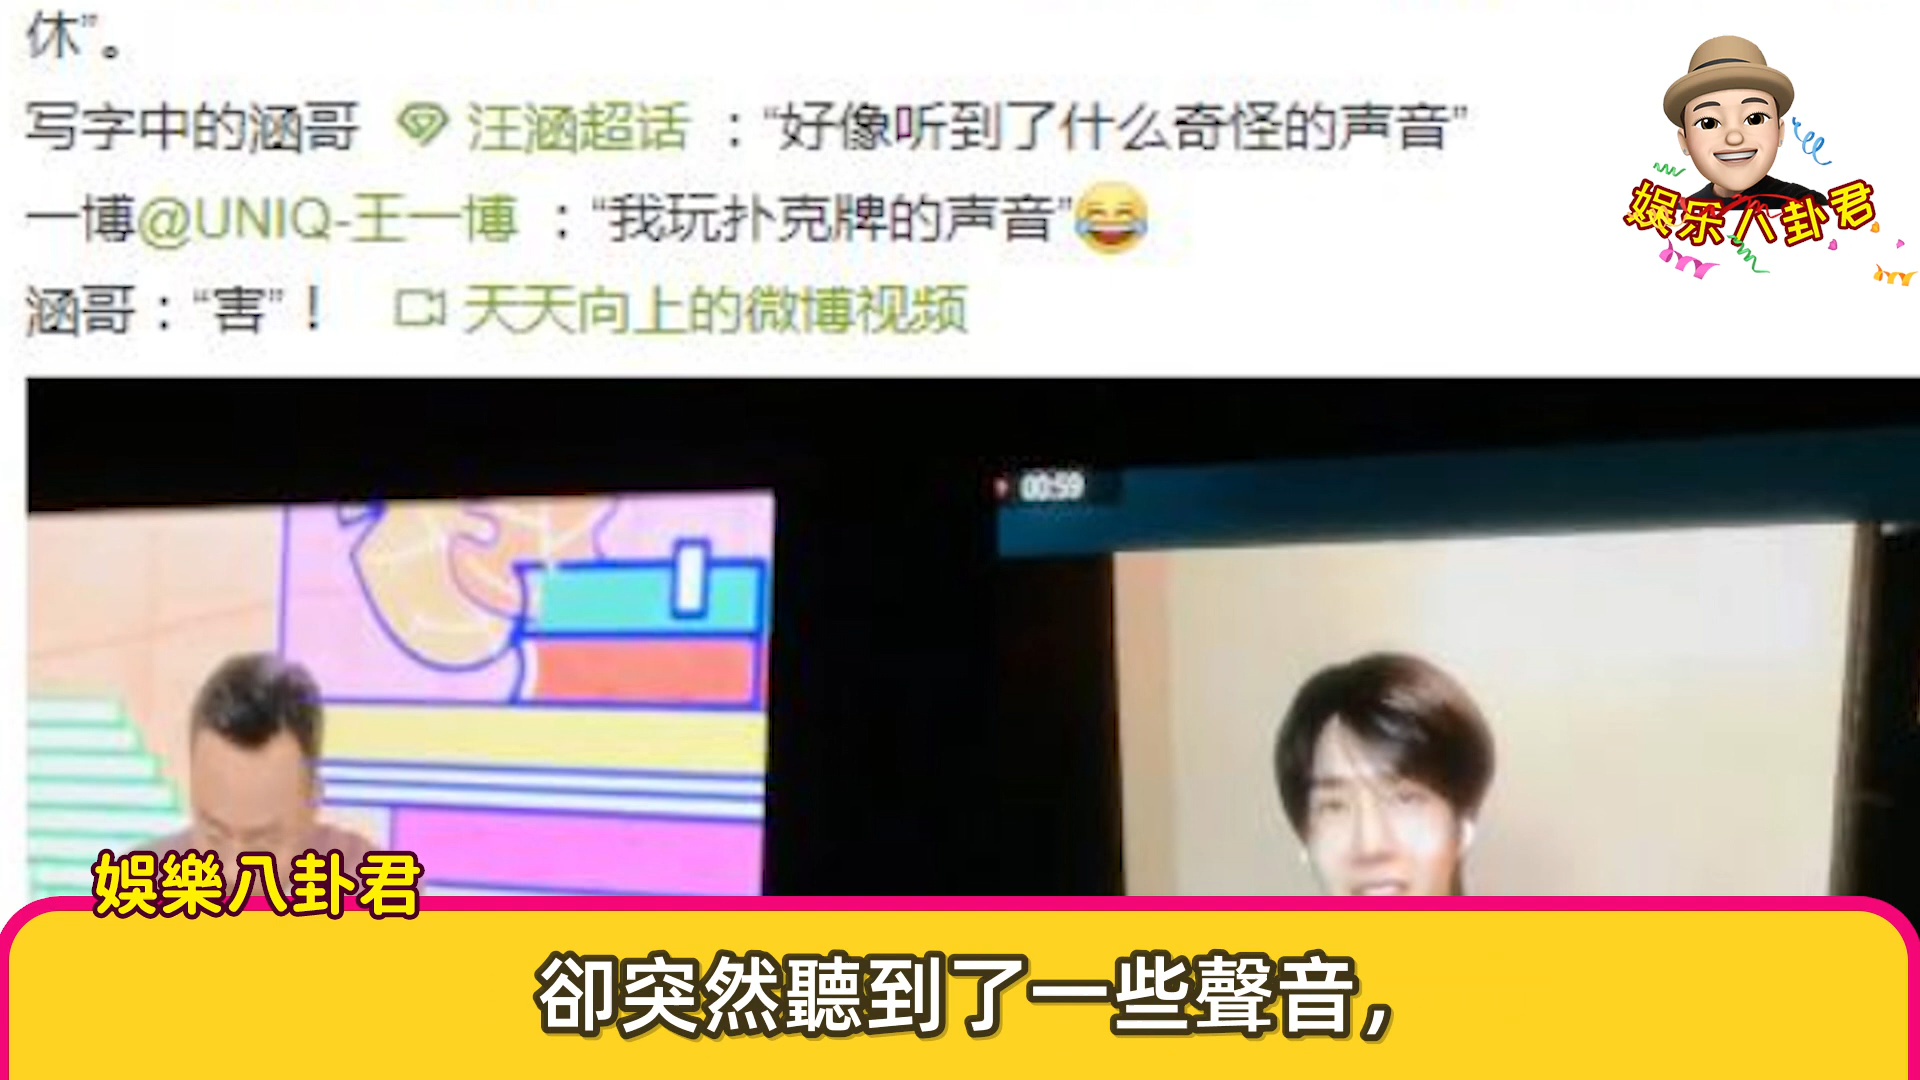 休”。
写字中的涵哥 汪涵超话 ：“好像听到了什么奇怪的声音”
一博@UNIQ-王一博 ：“我玩扑克牌的声音”
涵哥：“害”！ 天天向上的微博视频
娱乐八卦君
00:59
娛樂八卦君
卻突然聽到了一些聲音,